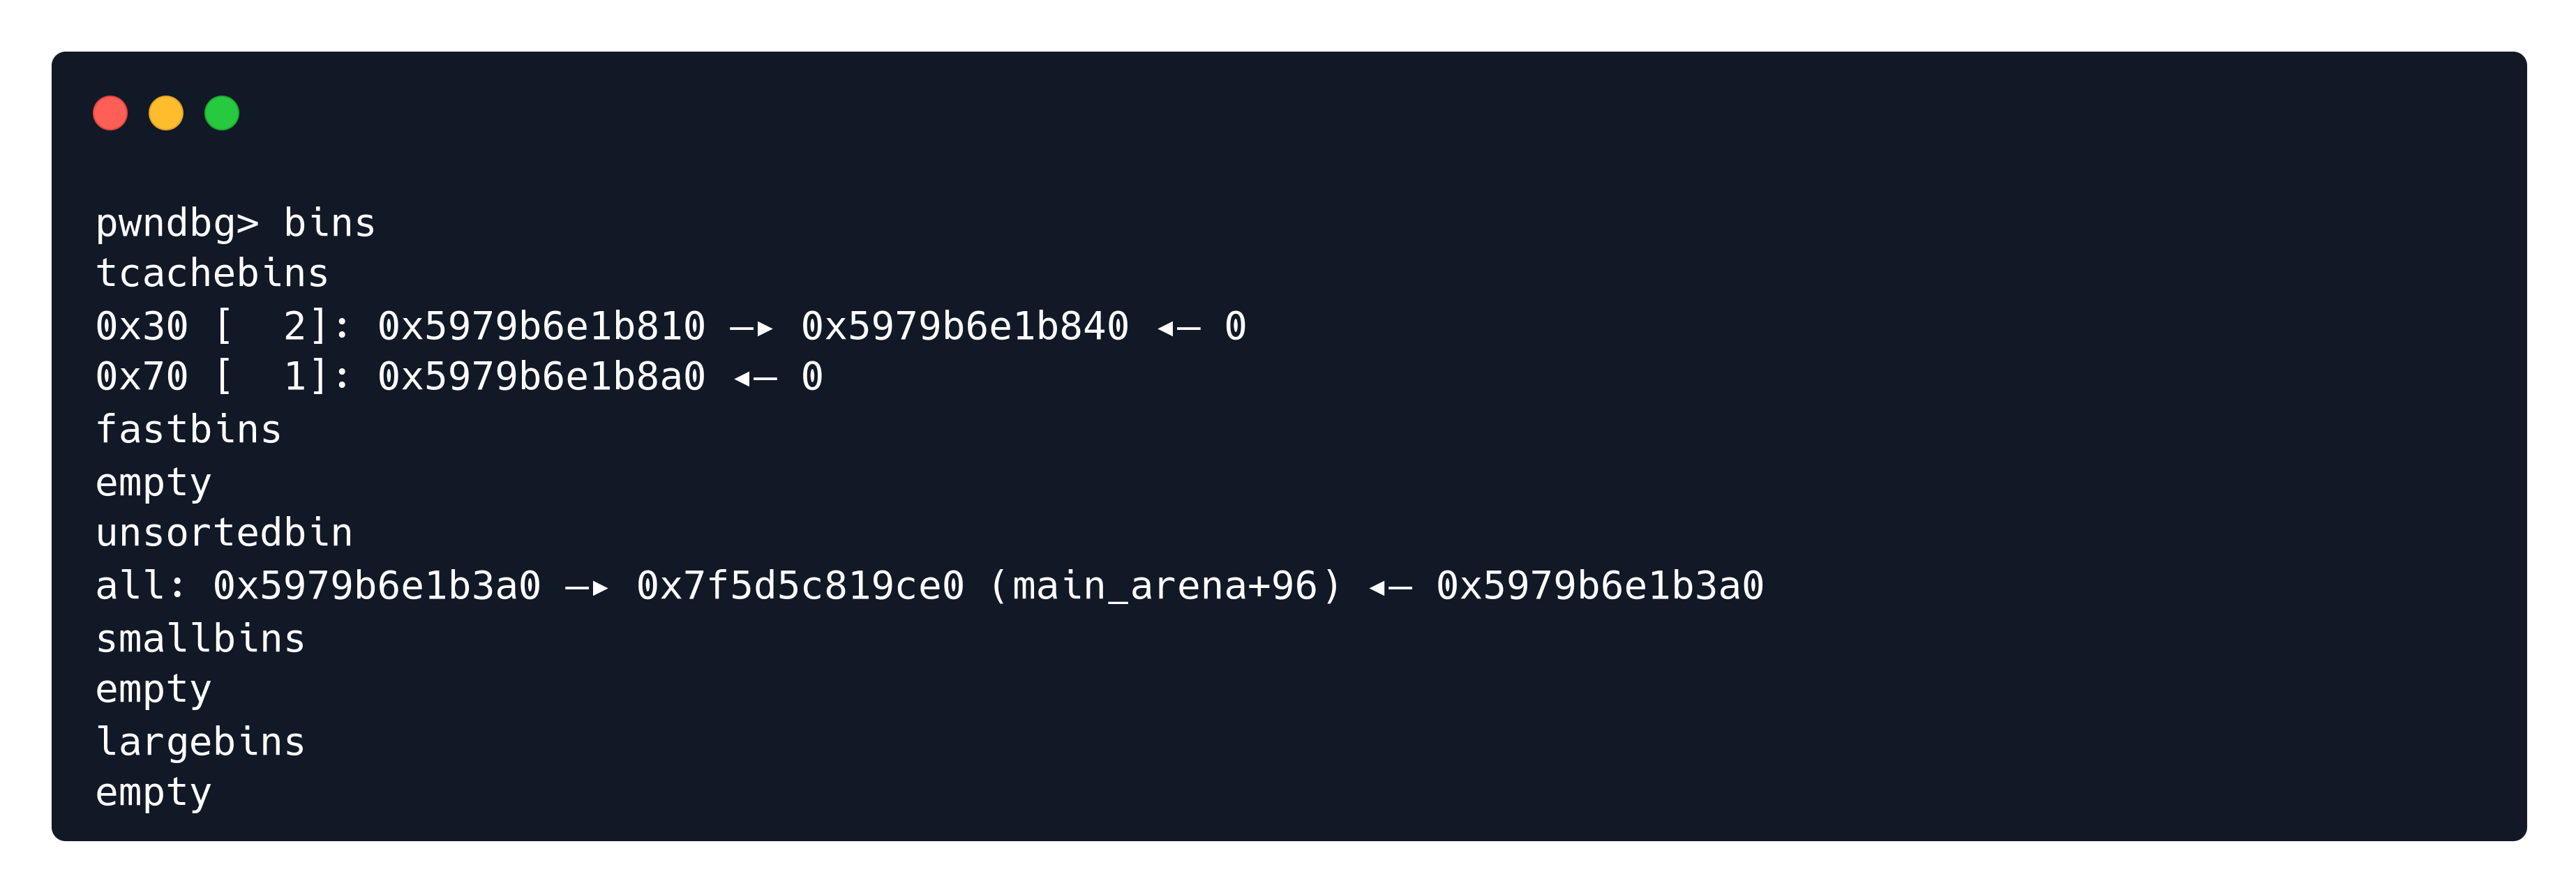 pwndbg> bins
tcachebins
0x30 [  2]: 0x5979b6e1b810 —▸ 0x5979b6e1b840 ◂— 0
0x70 [  1]: 0x5979b6e1b8a0 ◂— 0
fastbins
empty
unsortedbin
all: 0x5979b6e1b3a0 —▸ 0x7f5d5c819ce0 (main_arena+96) ◂— 0x5979b6e1b3a0
smallbins
empty
largebins
empty